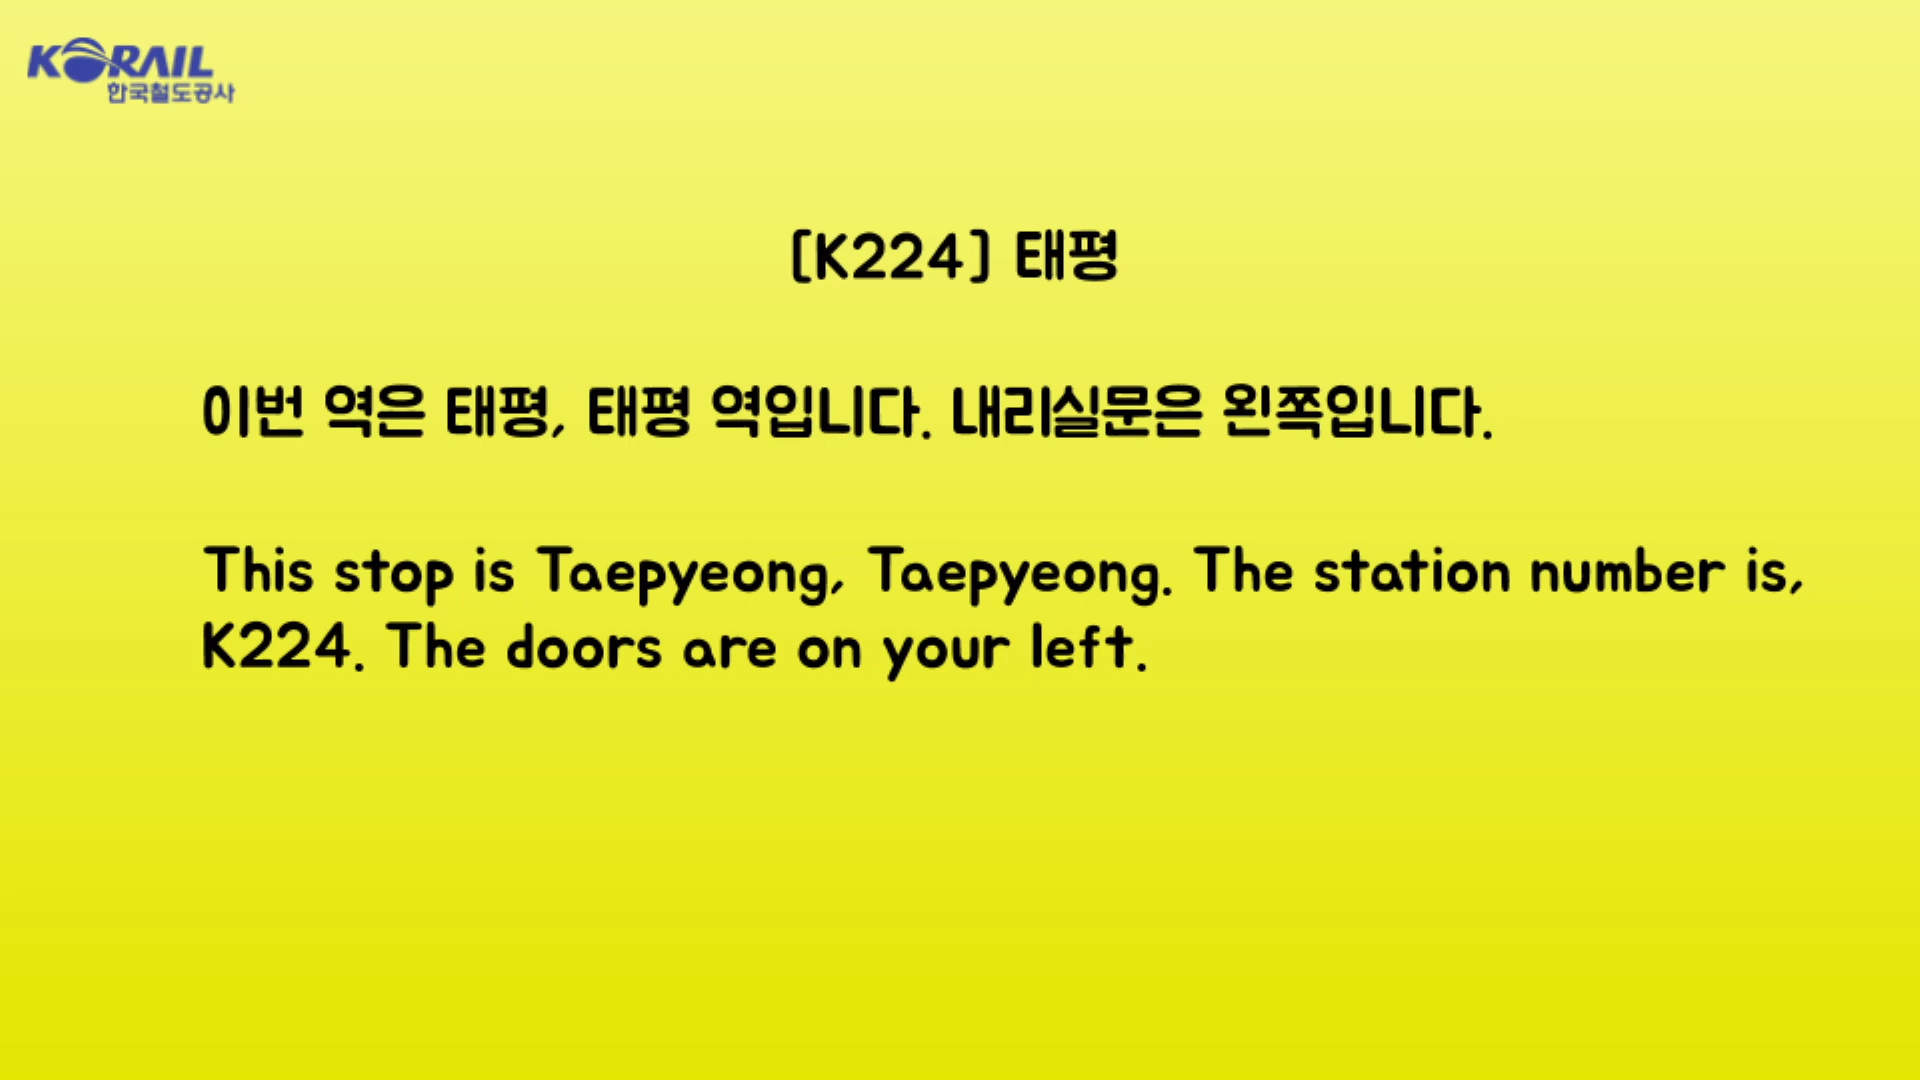 KORAIL
한국철도공사
[K224] 태평
이번 역은 태평, 태평 역입니다. 내리실문은 왼쪽입니다.
This stop is Taepyeong, Taepyeong. The station number is,
K224. The doors are on your left.